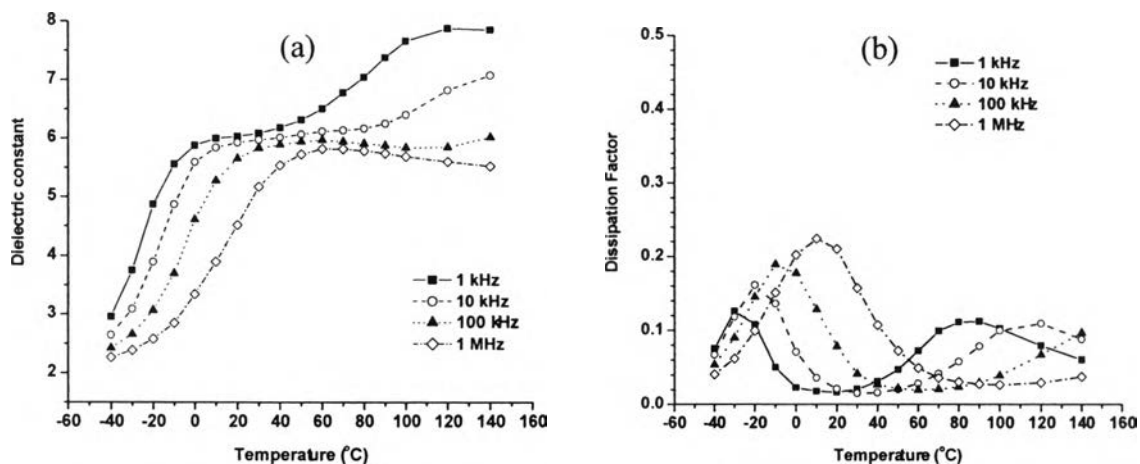 (a)
8
7
6
5
4
3
2
Dielectric constant
1 kHz
10 kHz
100 kHz
1 MHz
-60 -40 -20 0 20 40 60 80 100 120 140 160
Temperature (°C)
(b)
0.5
0.4
0.3
0.2
0.1
0.0
Dissipation Factor
1 kHz
10 kHz
100 kHz
1 MHz
-60 -40 -20 0 20 40 60 80 100 120 140 160
Temperature (°C)